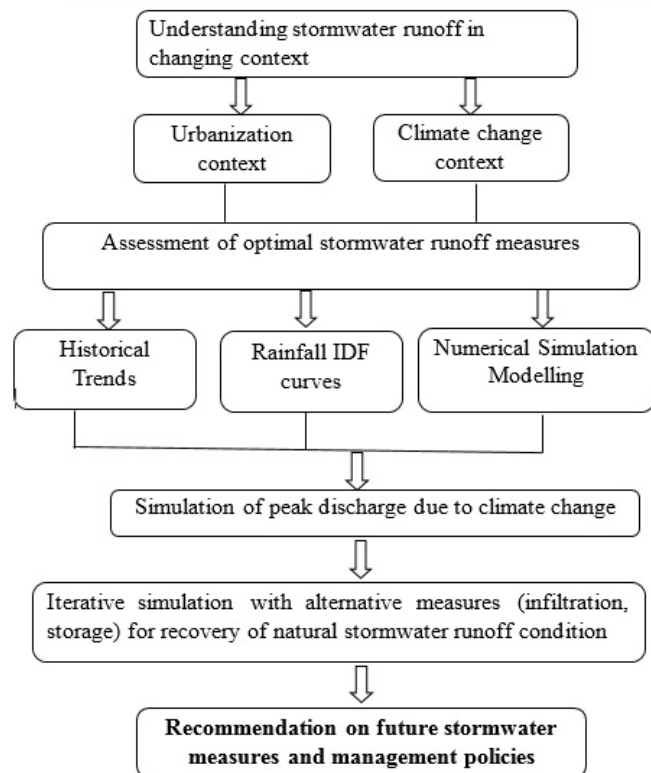 Understanding stormwater runoff in
changing context
Urbanization
context
Climate change
context
Assessment of optimal stormwater runoff measures
Historical
Trends
Rainfall IDF
curves
Numerical Simulation
Modelling
Simulation of peak discharge due to climate change
Iterative simulation with alternative measures (infiltration,
storage) for recovery of natural stormwater runoff condition
Recommendation on future stormwater
measures and management policies